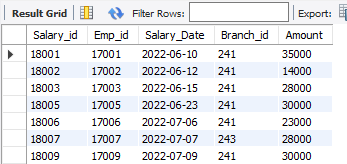 Result Grid Filter Rows: Export:
Salary_id Emp_id Salary_Date Branch_id Amount
18001 17001 2022-06-10 241 35000
18002 17002 2022-06-12 241 14000
18003 17003 2022-06-15 241 28000
18005 17005 2022-06-23 241 30000
18006 17006 2022-07-06 241 23000
18007 17007 2022-07-07 243 28000
18009 17009 2022-07-09 241 30000